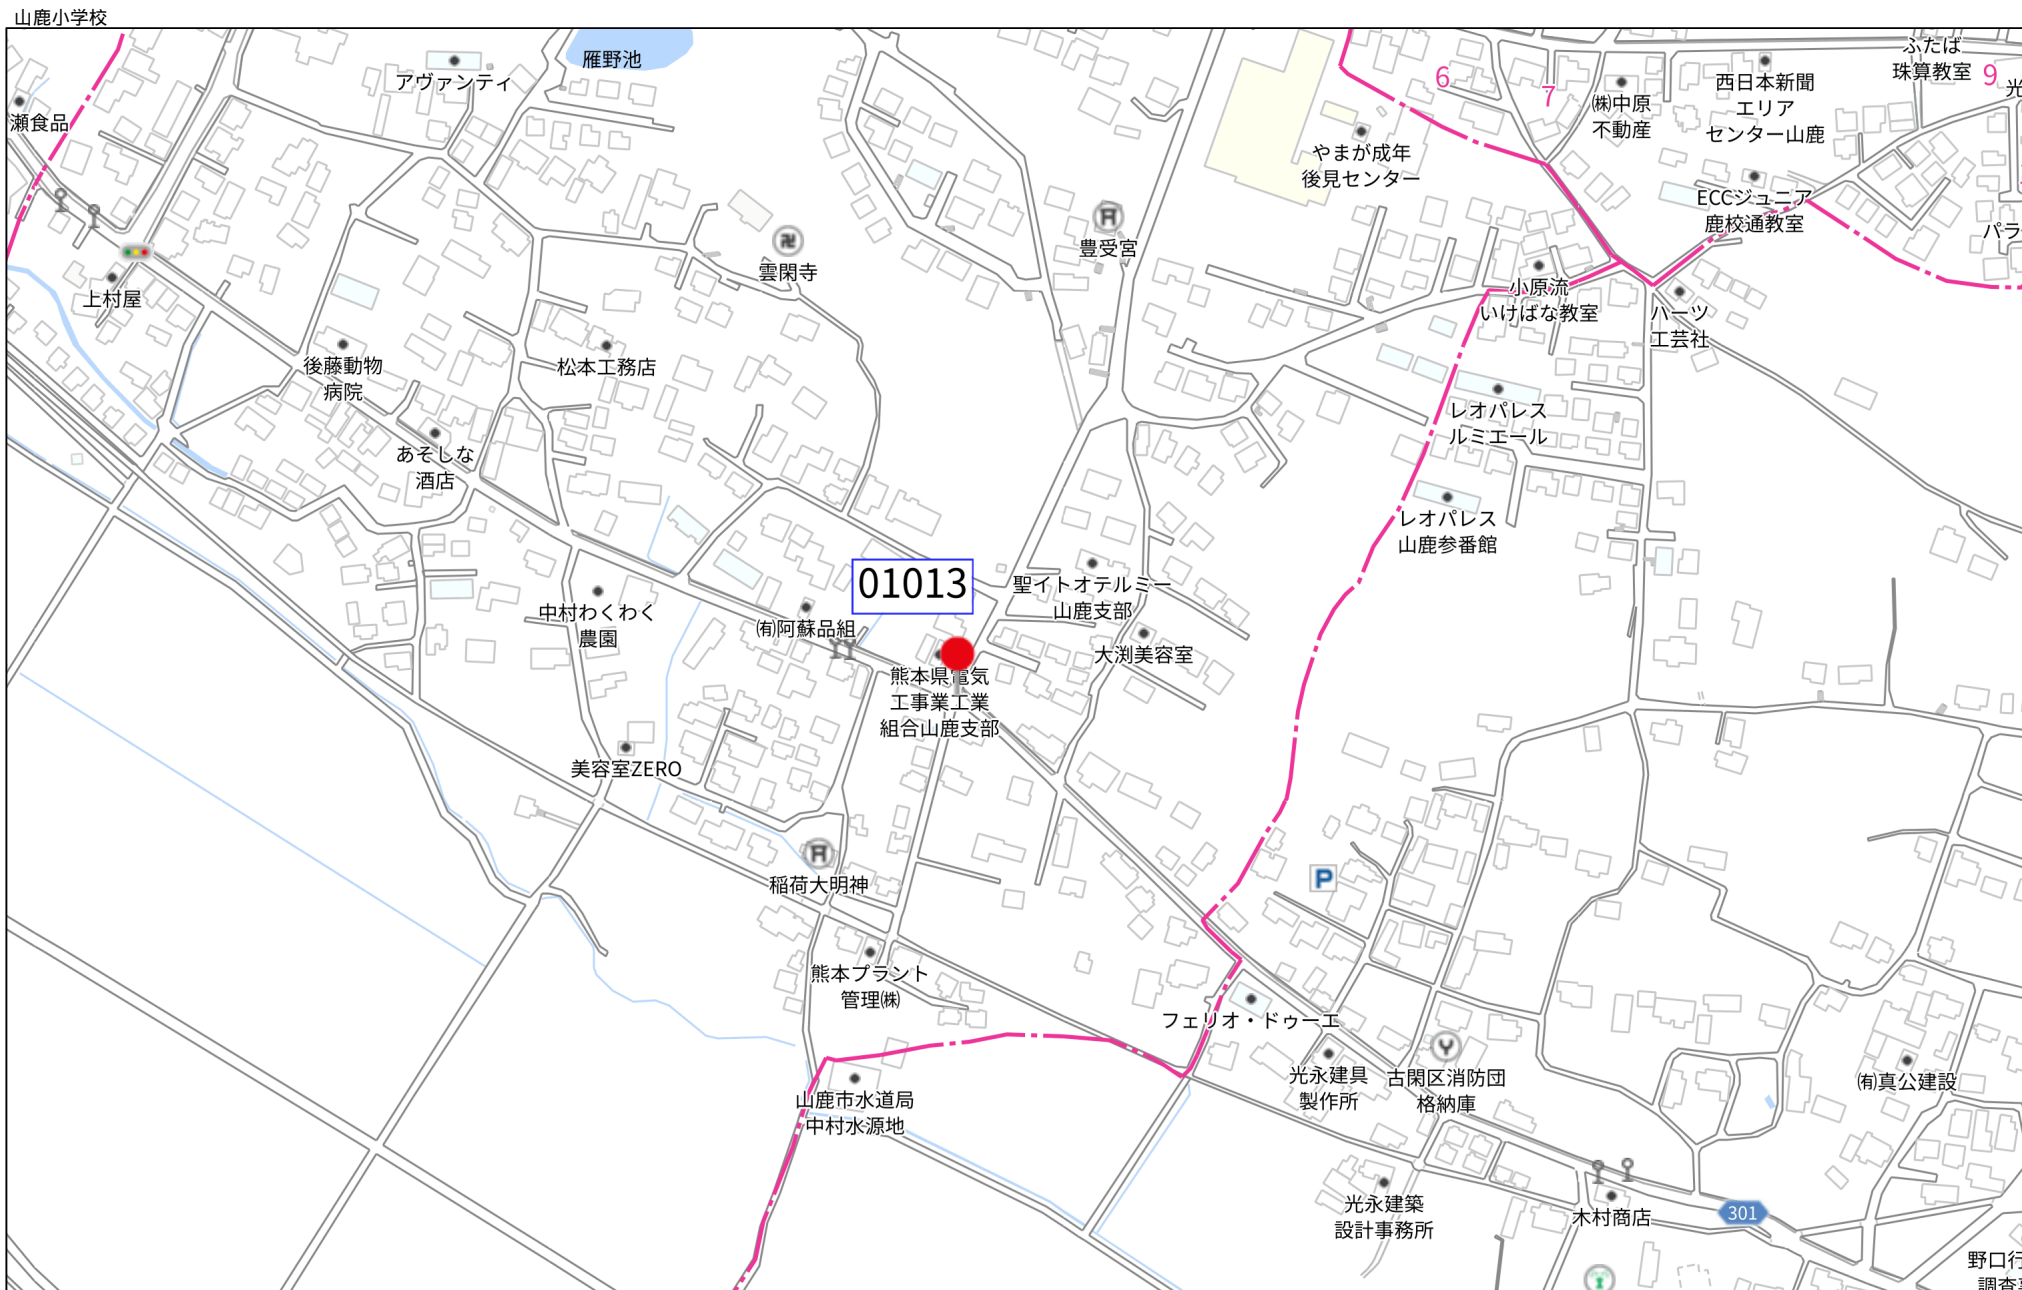 山鹿小学校
雁野池
アヴァンティ
瀬食品
上村屋
後藤動物
病院
あそしな
酒店
松本工務店
雲閑寺
豊受宮
やまが成年
後見センター
6
7
㈱中原
不動産
西日本新聞
エリア
センター山鹿
ふたば
珠算教室
9
光
ECCジュニア
鹿校通教室
パラ
小原流
いけばな教室
ハーツ
工芸社
レオパレス
ルミエール
レオパレス
山鹿参番館
01013
聖イトオテルミー
山鹿支部
中村わくわく
農園
㈲阿蘇品組
大渕美容室
熊本県電気
工事業工業
組合山鹿支部
美容室ZERO
稲荷大明神
P
熊本プラント
管理㈱
フェリオ・ドゥーエ
山鹿市水道局
中村水源地
光永建具
製作所
古閑区消防団
格納庫
㈲真公建設
光永建築
設計事務所
木村商店
301
野口行
調査